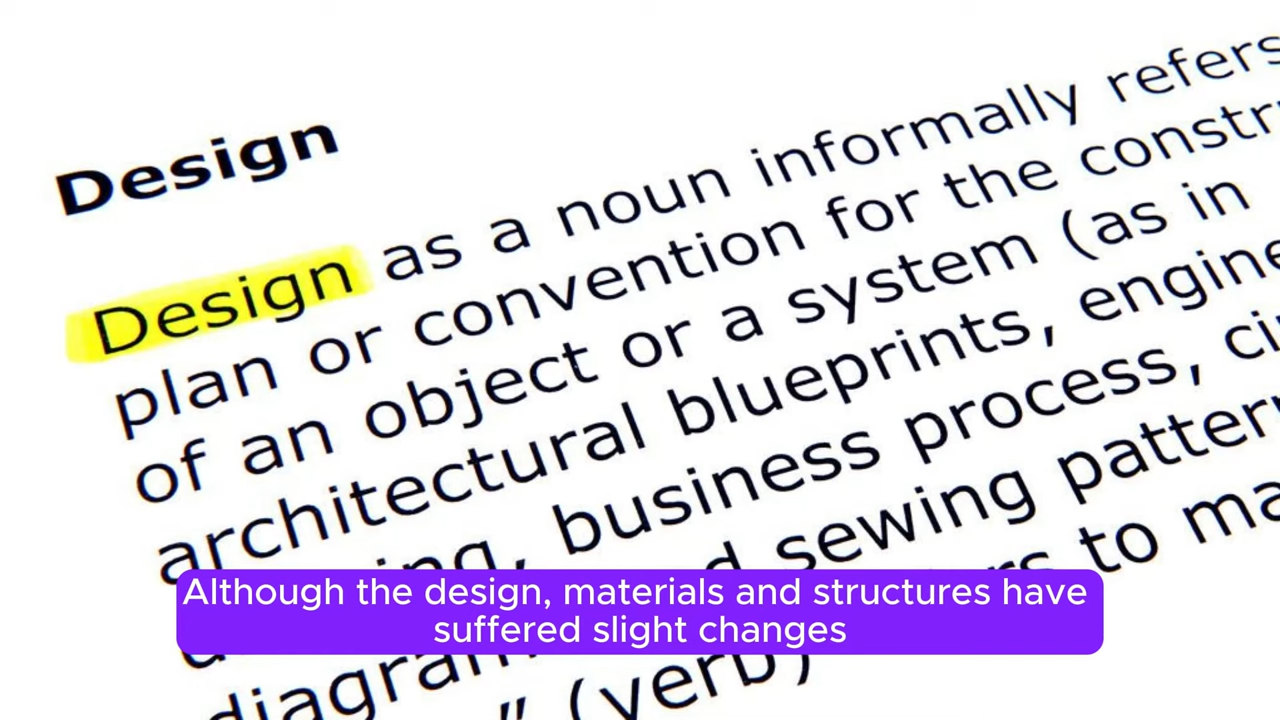 Design
Design as a noun informally refers
plan or convention for the constr
of an object or a system (as in
architectural blueprints, engine
business process, ci
sewing pattern
to ma
(verb)
Although the design, materials and structures have
suffered slight changes